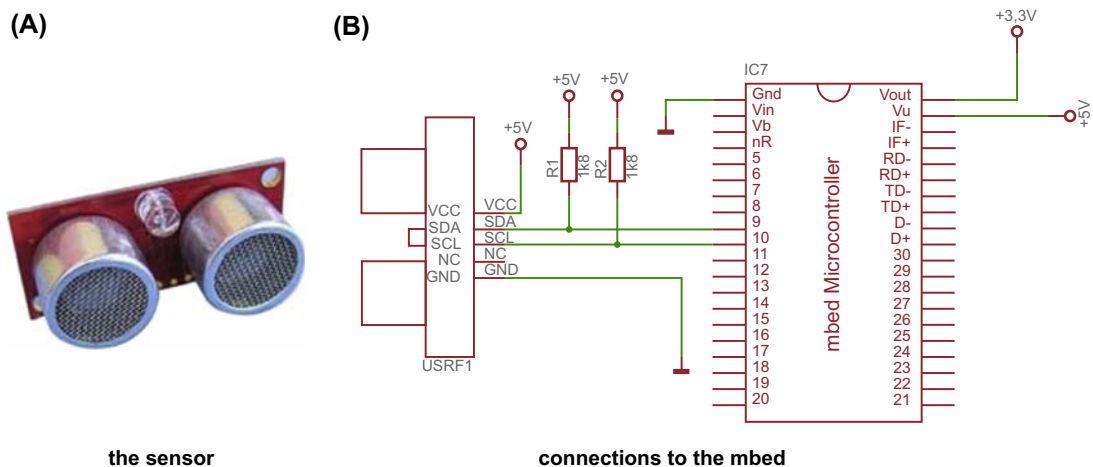 (A)
(B)
+3,3V
IC7
+5V
+5V
+5V
+5V
R1
1k8
R2
1k8
VCC
SDA
SCL
NC
GND
VCC
SDA
SCL
NC
GND
USRF1
mbed Microcontroller
Gnd
Vin
Vb
nR
5
6
7
8
9
10
11
12
13
14
15
16
17
18
19
20
Vout
Vu
IF-
IF+
RD-
RD+
TD-
TD+
D-
D+
30
29
28
27
26
25
24
23
22
21
the sensor
connections to the mbed